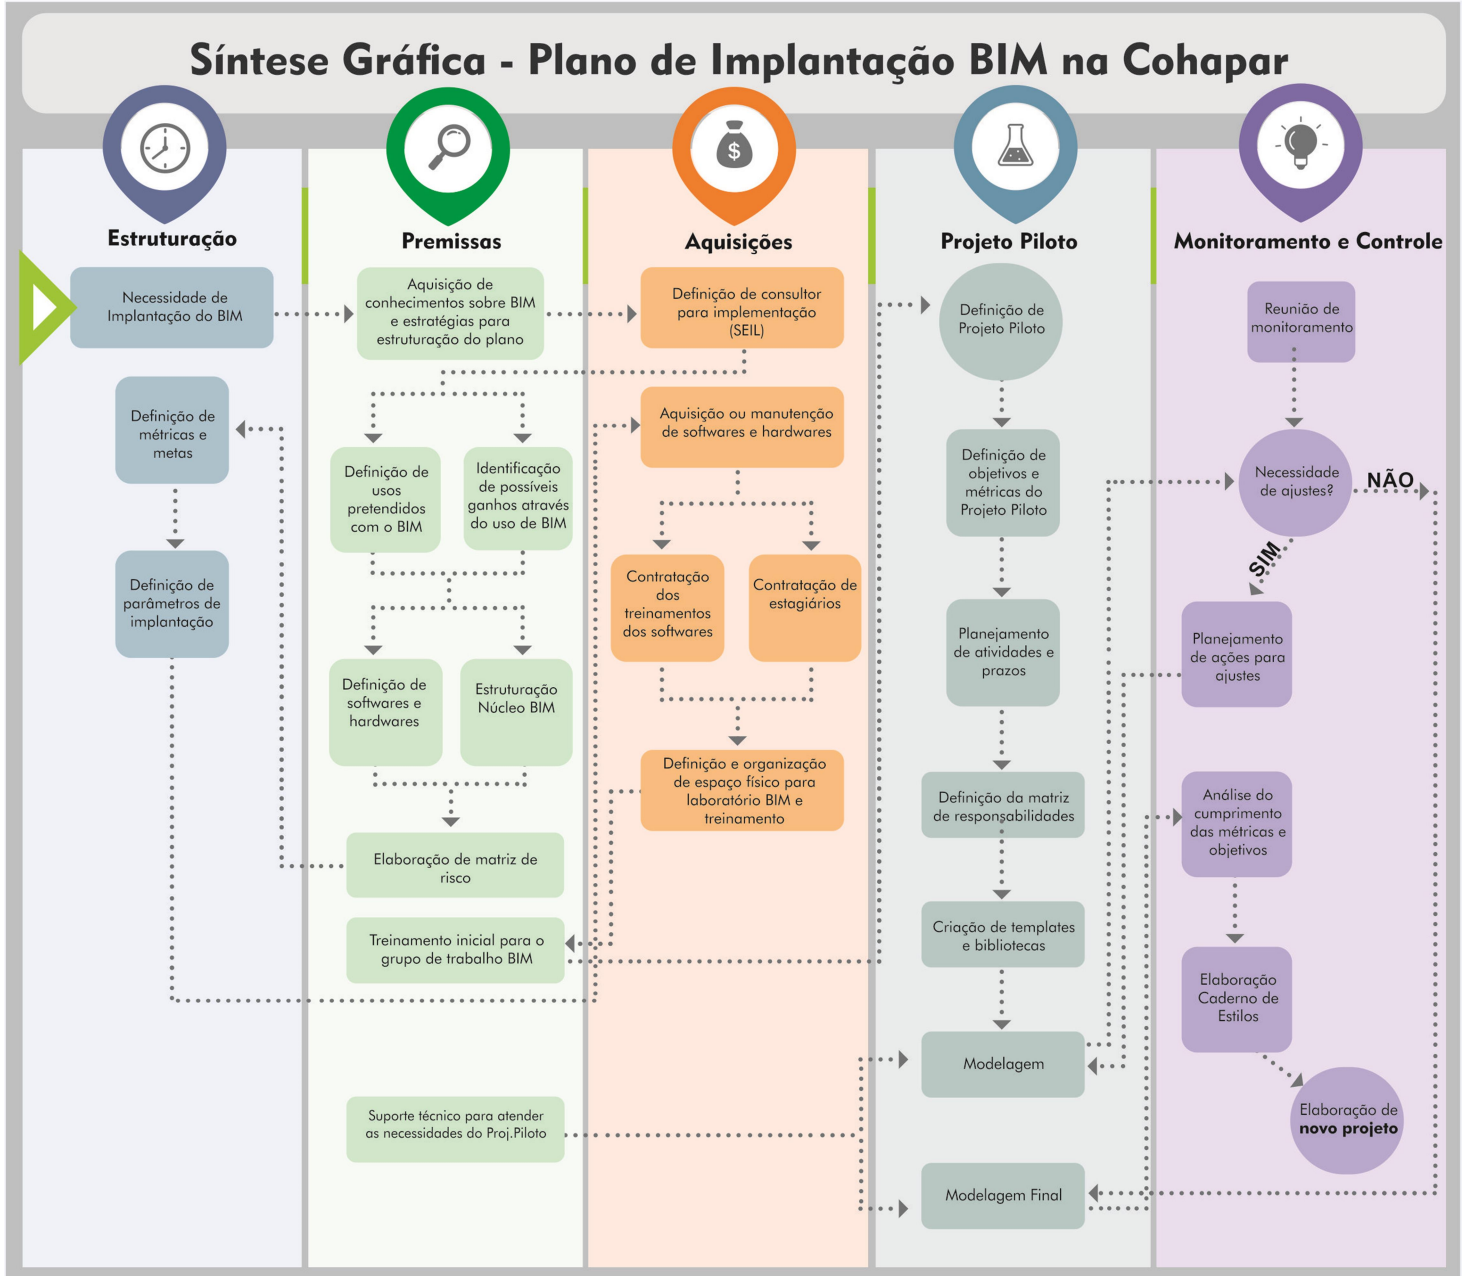 Síntese Gráfica - Plano de Implantação BIM na Cohapar
$
Estruturação
Necessidade de
Implantação do BIM
Definição de
métricas e
metas
Definição de
parâmetros de
implantação
Premissas
Aquisição de
conhecimentos sobre BIM
e estratégias para
estruturação do plano
Definição de
usos
pretendidos
com o BIM
Identificação
de possíveis
ganhos através
do uso de BIM
Definição de
softwares e
hardwares
Estruturação
Núcleo BIM
Elaboração de matriz de
risco
Treinamento inicial para o
grupo de trabalho BIM
Suporte técnico para atender
as necessidades do Proj.Piloto
Aquisições
Definição de consultor
para implementação
(SEIL)
Aquisição ou manutenção
de softwares e hardwares
Contratação
dos
treinamentos
dos softwares
Contratação de
estagiários
Definição e organização
de espaço físico para
laboratório BIM e
treinamento
Projeto Piloto
Definição de
Projeto Piloto
Definição de
objetivos e
métricas do
Projeto Piloto
Planejamento
de atividades e
prazos
Definição da matriz
de responsabilidades
Criação de templates
e bibliotecas
Modelagem
Modelagem Final
Monitoramento e Controle
Reunião de
monitoramento
Necessidade
de ajustes?
NÃO
SIM
Planejamento
de ações para
ajustes
Análise do
cumprimento
das métricas e
objetivos
Elaboração
Caderno de
Estilos
Elaboração de
novo projeto